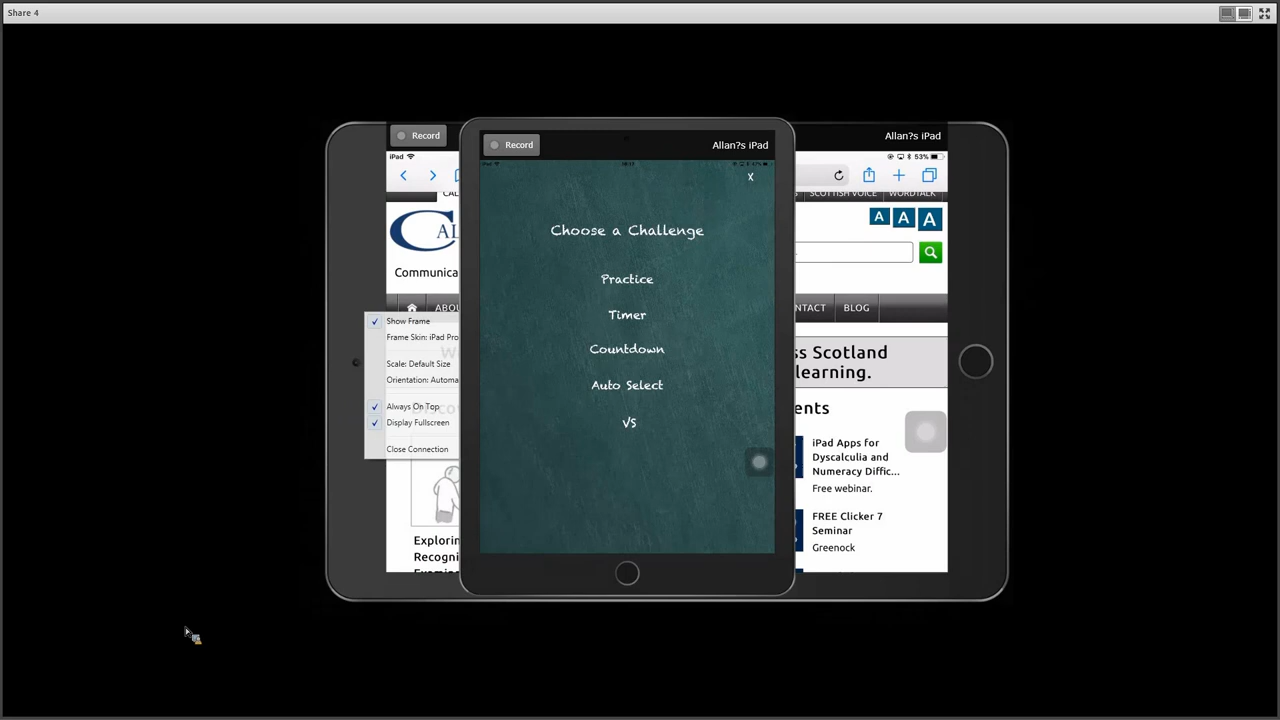 Share 4
Record
Allan?s iPad
Record
Allan?s iPad
iPad
53%
SCOTTISH VOICE
WORDTALK
A A A
Communica
ABOU
NTACT
BLOG
Show Frame
Frame Skin: iPad Pro
Scale: Default Size
Orientation: Automa
Always On Top
Display Fullscreen
Close Connection
X
Choose a Challenge
Practice
Timer
Countdown
Auto Select
VS
ss Scotland
learning.
ents
iPad Apps for
Dyscalculia and
Numeracy Diffic...
Free webinar.
FREE Clicker 7
Seminar
Greenock
Explorin
Recogni